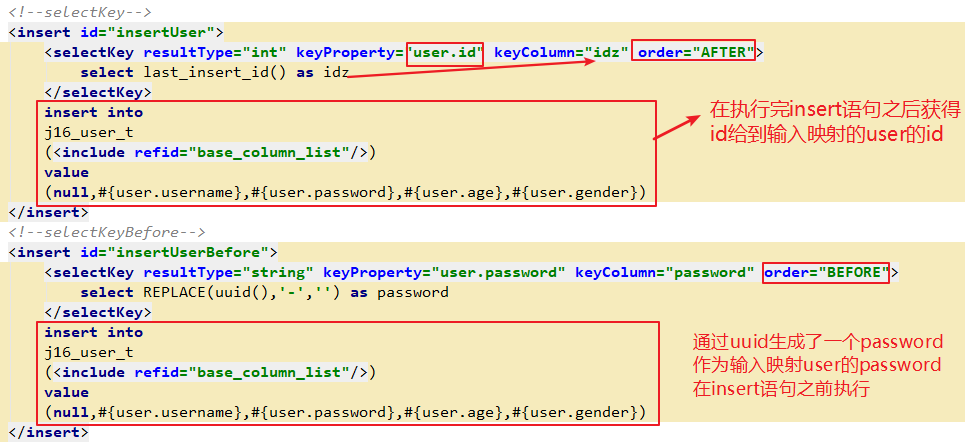 <!--selectKey-->
<insert id="insertUser">
<selectKey resultType="int" keyProperty="user.id" keyColumn="idz" order="AFTER">
select last_insert_id() as idz
</selectKey>
insert into
j16_user_t
(<include refid="base_column_list"/>)
value
(null,#{user.username},#{user.password},#{user.age},#{user.gender})
</insert>
在执行完insert语句之后获得
id给到输入映射的user的id
<!--selectKeyBefore-->
<insert id="insertUserBefore">
<selectKey resultType="string" keyProperty="user.password" keyColumn="password" order="BEFORE">
select REPLACE(uuid(),'-','') as password
</selectKey>
insert into
j16_user_t
(<include refid="base_column_list"/>)
value
(null,#{user.username},#{user.password},#{user.age},#{user.gender})
</insert>
通过uuid生成了一个password
作为输入映射user的password
在insert语句之前执行